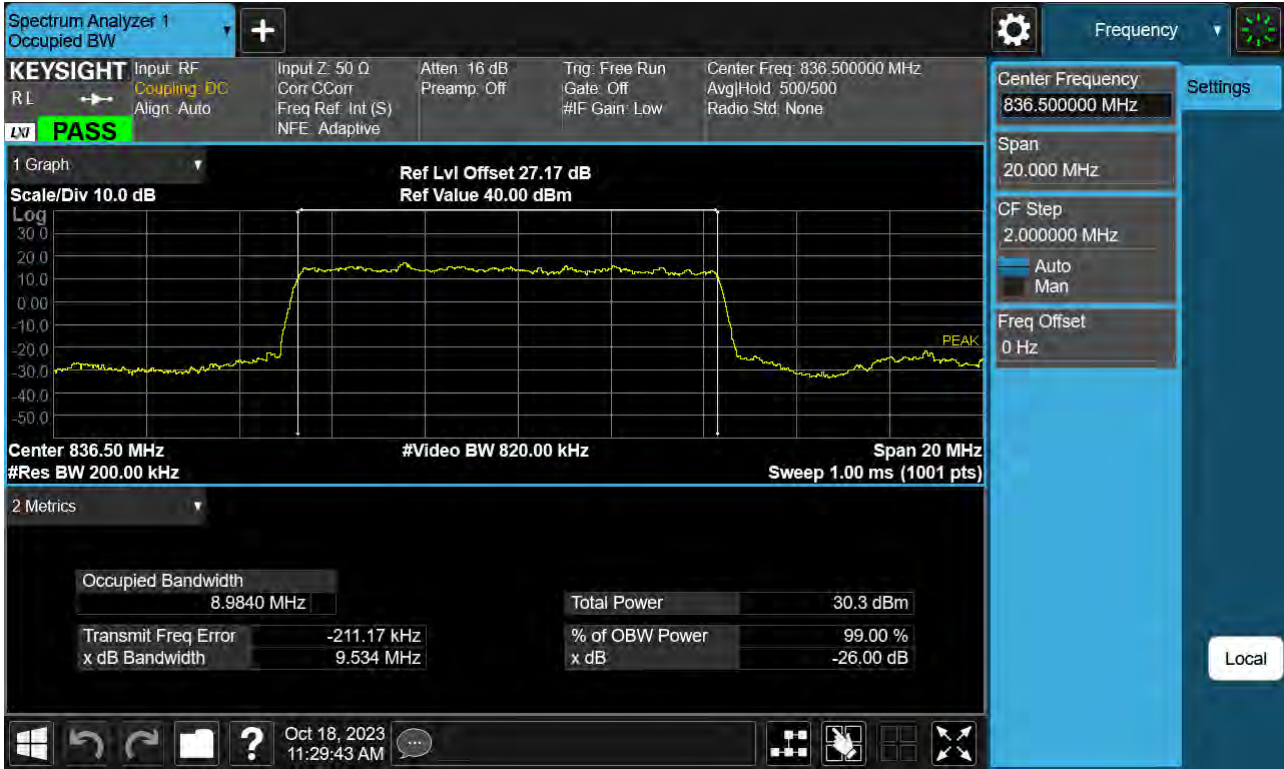 Spectrum Analyzer 1
Occupied BW
+
Frequency
KEYSIGHT
RL
LXI
PASS
Input: RF
Coupling: DC
Align: Auto
Input Z: 50 Ω
Corr CCorr
Freq Ref: Int (S)
NFE: Adaptive
Atten: 16 dB
Preamp: Off
Trig: Free Run
Gate: Off
#IF Gain: Low
Center Freq: 836.500000 MHz
Avg|Hold: 500/500
Radio Std: None
1 Graph
Scale/Div 10.0 dB
Ref Lvl Offset 27.17 dB
Ref Value 40.00 dBm
Log
30.0
20.0
10.0
0.00
-10.0
-20.0
-30.0
-40.0
-50.0
PEAK
Center 836.50 MHz
#Video BW 820.00 kHz
Span 20 MHz
#Res BW 200.00 kHz
Sweep 1.00 ms (1001 pts)
2 Metrics
Occupied Bandwidth
8.9840 MHz
Total Power 30.3 dBm
Transmit Freq Error -211.17 kHz
% of OBW Power 99.00 %
x dB Bandwidth 9.534 MHz
x dB -26.00 dB
Center Frequency
836.500000 MHz
Settings
Span
20.000 MHz
CF Step
2.000000 MHz
Auto
Man
Freq Offset
0 Hz
Local
?
Oct 18, 2023
11:29:43 AM